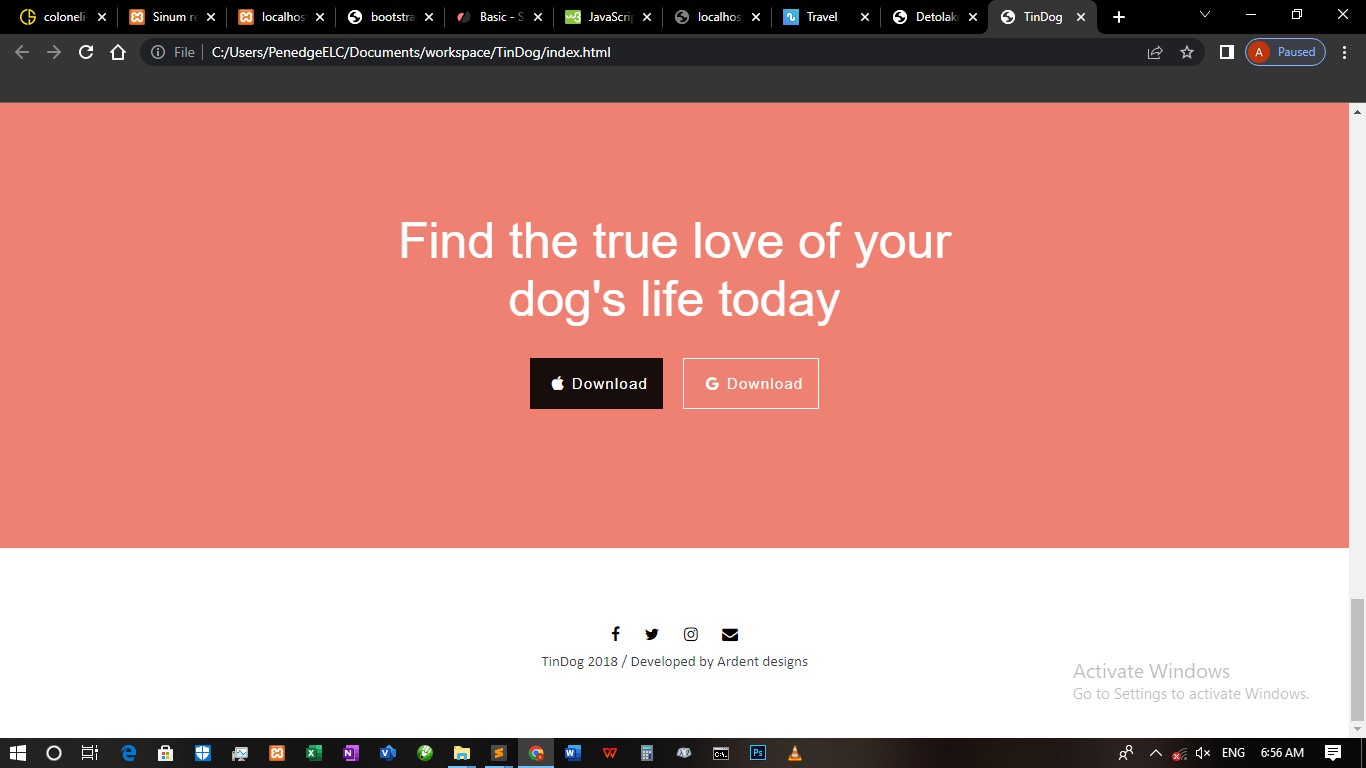 coloneli
Sinum re
localhos
bootstra
Basic - S
JavaScri
localhos
Travel
Detolak
TinDog
File
C:/Users/PenedgeELC/Documents/workspace/TinDog/index.html
A
Paused
Find the true love of your
dog's life today
Download
G Download
TinDog 2018 / Developed by Ardent designs
Activate Windows
Go to Settings to activate Windows.
ENG
6:56 AM